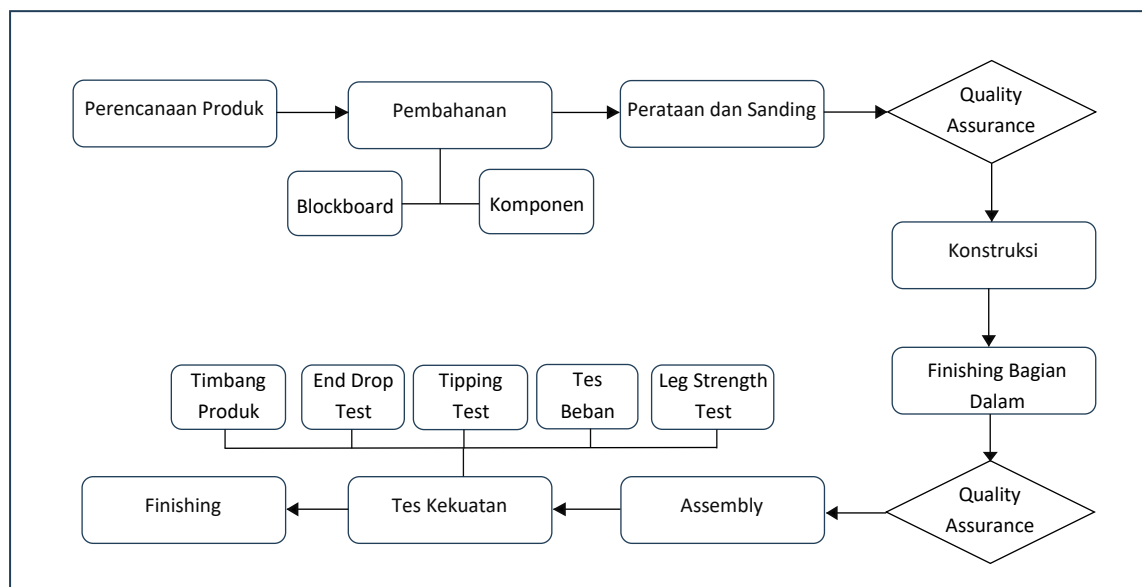 Perencanaan Produk
Pembahanan
Perataan dan Sanding
Quality
Assurance
Blockboard
Komponen
Konstruksi
Finishing Bagian
Dalam
Timbang
Produk
End Drop
Test
Tipping
Test
Tes
Beban
Leg Strength
Test
Finishing
Tes Kekuatan
Assembly
Quality
Assurance